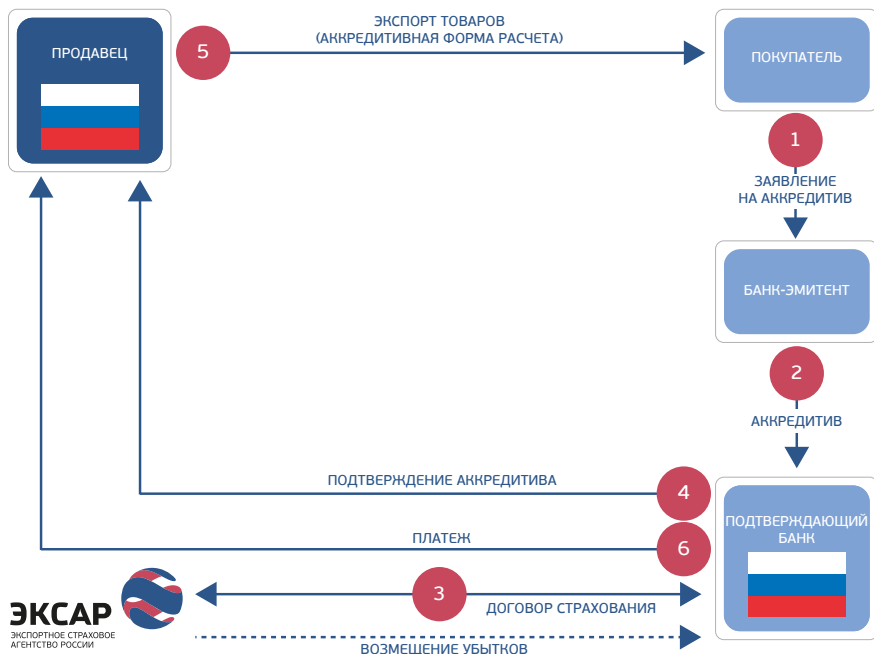 ПРОДАВЕЦ
5
ЭКСПОРТ ТОВАРОВ
(АККРЕДИТИВНАЯ ФОРМА РАСЧЕТА)
ПОКУПАТЕЛЬ
1
ЗАЯВЛЕНИЕ
НА АККРЕДИТИВ
БАНК-ЭМИТЕНТ
2
АККРЕДИТИВ
ПОДТВЕРЖДЕНИЕ АККРЕДИТИВА
4
ПОДТВЕРЖДАЮЩИЙ
БАНК
ПЛАТЕЖ
6
3
ДОГОВОР СТРАХОВАНИЯ
ЭКСАР
ЭКСПОРТНОЕ СТРАХОВОЕ
АГЕНТСТВО РОССИИ
ВОЗМЕЩЕНИЕ УБЫТКОВ